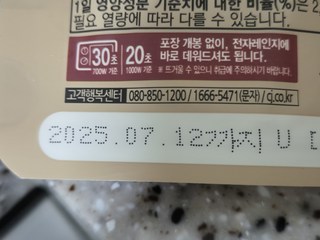 1일 영양성분 기준치에 대한 비율(%)은 2,
필요 열량에 따라 다를 수 있습니다.
30초 20초
700W 기준 1000W 기준
포장 개봉 없이, 전자레인지에
바로 데워드셔도 됩니다.
※ 뜨거울 수 있으니 취급에 주의하시기 바랍니다.
고객행복센터 080-850-1200 / 1666-5471(문자) / cj.co.kr
2025.07.12까지 U